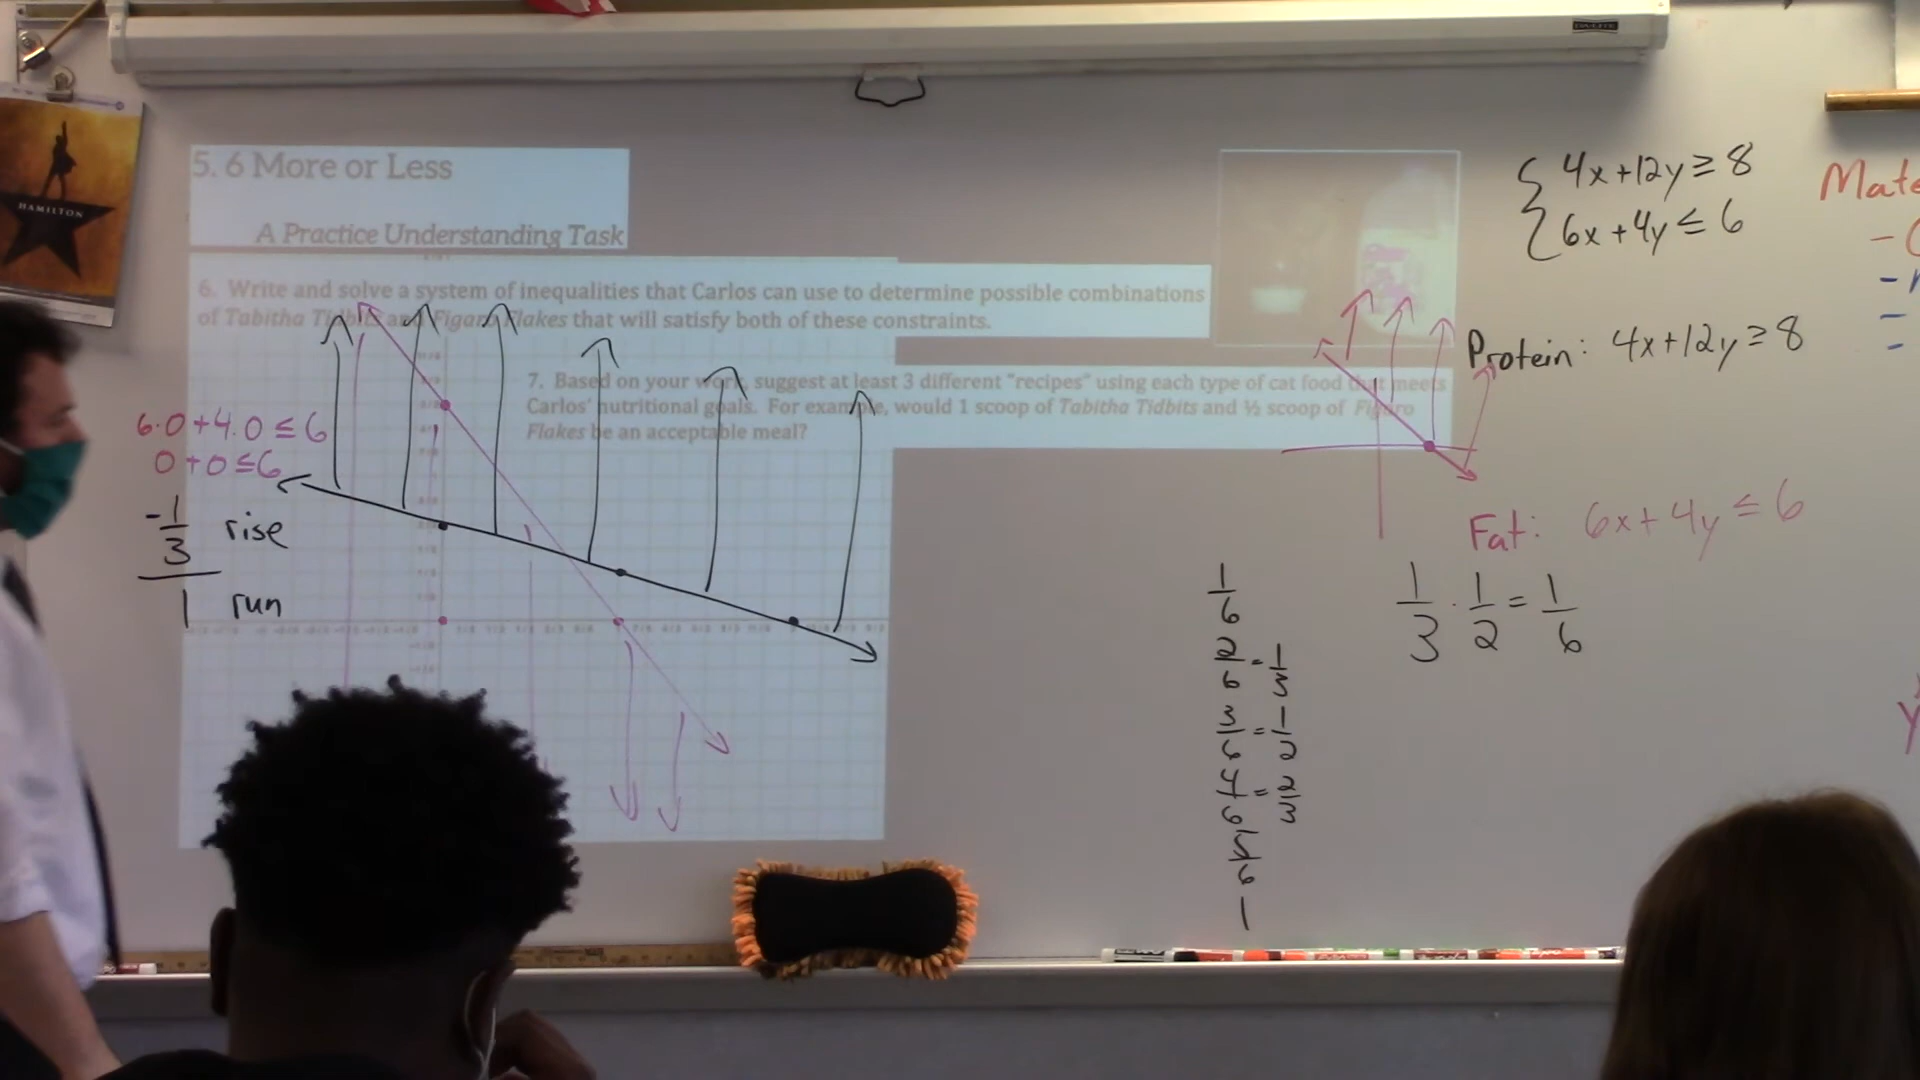 DA-LITE
HAMILTON
5. 6 More or Less
A Practice Understanding Task
6. Write and solve a system of inequalities that Carlos can use to determine possible combinations
of Tabitha Tidbits and Figaro Flakes that will satisfy both of these constraints.
7. Based on your work, suggest at least 3 different "recipes" using each type of cat food that meets
Carlos' nutritional goals. For example, would 1 scoop of Tabitha Tidbits and ½ scoop of Figaro
Flakes be an acceptable meal?
6·0+4·0 ≤ 6
0+0≤6
-1/3 rise
1 run
4x+12y ≥ 8
6x+4y ≤ 6
Protein: 4x+12y ≥ 8
Fat: 6x+4y ≤ 6
1/3 · 1/2 = 1/6
1/6
2/6 = 1/3
3/6 = 1/2
4/6 = 2/3
5/6
1
Mate